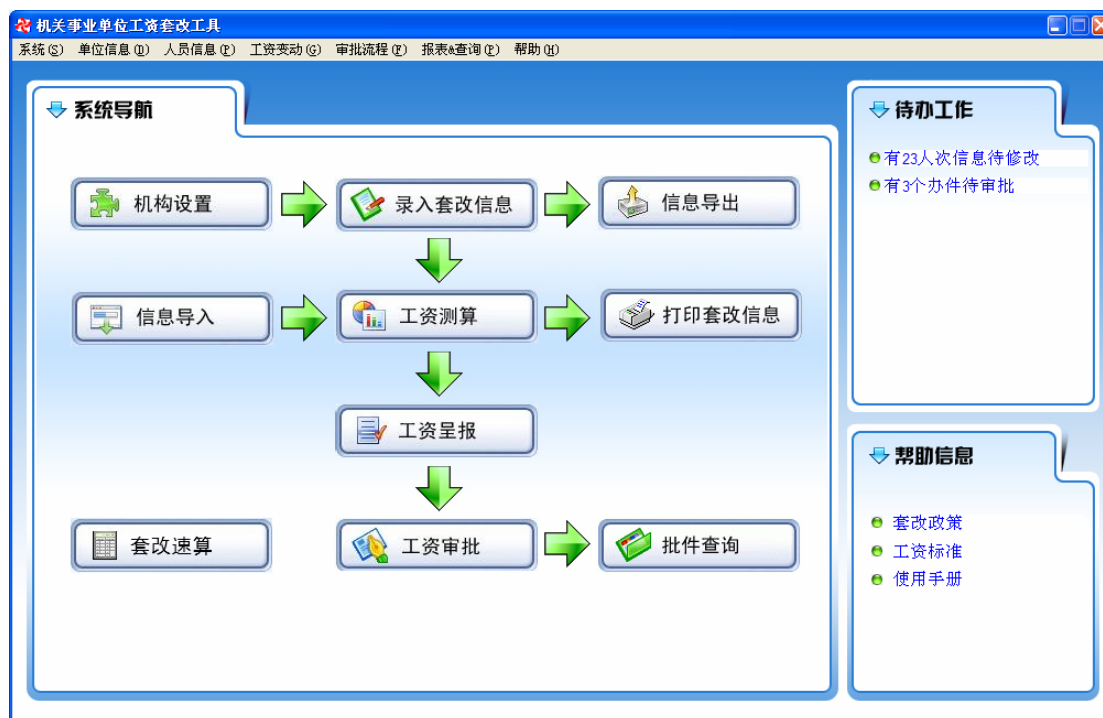 机关事业单位工资套改工具
系统(S) 单位信息(D) 人员信息(P) 工资变动(G) 审批流程(F) 报表&查询(P) 帮助(H)
系统导航
机构设置 录入套改信息 信息导出
信息导入 工资测算 打印套改信息
工资呈报
套改速算 工资审批 批件查询
待办工作
有23人次信息待修改
有3个办件待审批
帮助信息
套改政策
工资标准
使用手册